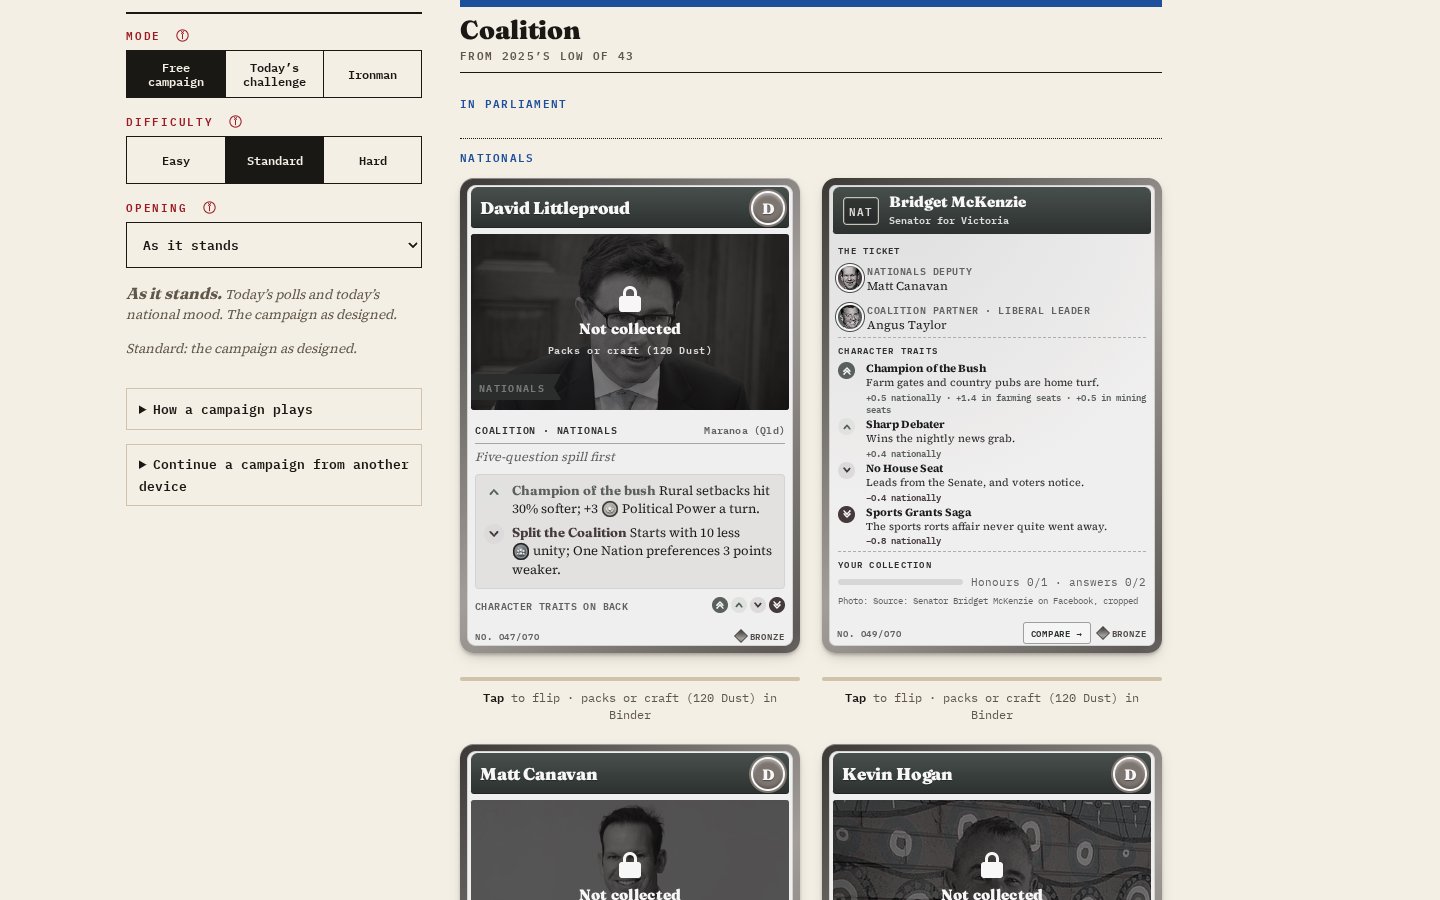 MODE
Free campaign
Today's challenge
Ironman
DIFFICULTY
Easy
Standard
Hard
OPENING
As it stands
As it stands. Today's polls and today's
national mood. The campaign as designed.
Standard: the campaign as designed.
How a campaign plays
Continue a campaign from another
device
Coalition
FROM 2025'S LOW OF 43
IN PARLIAMENT
NATIONALS
David Littleproud
D
Not collected
Packs or craft (120 Dust)
NATIONALS
COALITION · NATIONALS
Maranoa (Qld)
Five-question spill first
Champion of the bush Rural setbacks hit
30% softer; +3 Political Power a turn.
Split the Coalition Starts with 10 less
unity; One Nation preferences 3 points
weaker.
CHARACTER TRAITS ON BACK
NO. 047/070
BRONZE
Tap to flip · packs or craft (120 Dust) in
Binder
NAT
Bridget McKenzie
Senator for Victoria
THE TICKET
NATIONALS DEPUTY
Matt Canavan
COALITION PARTNER · LIBERAL LEADER
Angus Taylor
CHARACTER TRAITS
Champion of the Bush
Farm gates and country pubs are home turf.
+0.5 nationally · +1.4 in farming seats · +0.5 in mining
seats
Sharp Debater
Wins the nightly news grab.
+0.4 nationally
No House Seat
Leads from the Senate, and voters notice.
−0.4 nationally
Sports Grants Saga
The sports rorts affair never quite went away.
−0.8 nationally
YOUR COLLECTION
Honours 0/1 · answers 0/2
Photo: Source: Senator Bridget McKenzie on Facebook, cropped
NO. 049/070
COMPARE →
BRONZE
Tap to flip · packs or craft (120 Dust) in
Binder
Matt Canavan
D
Not collected
Kevin Hogan
D
Not collected